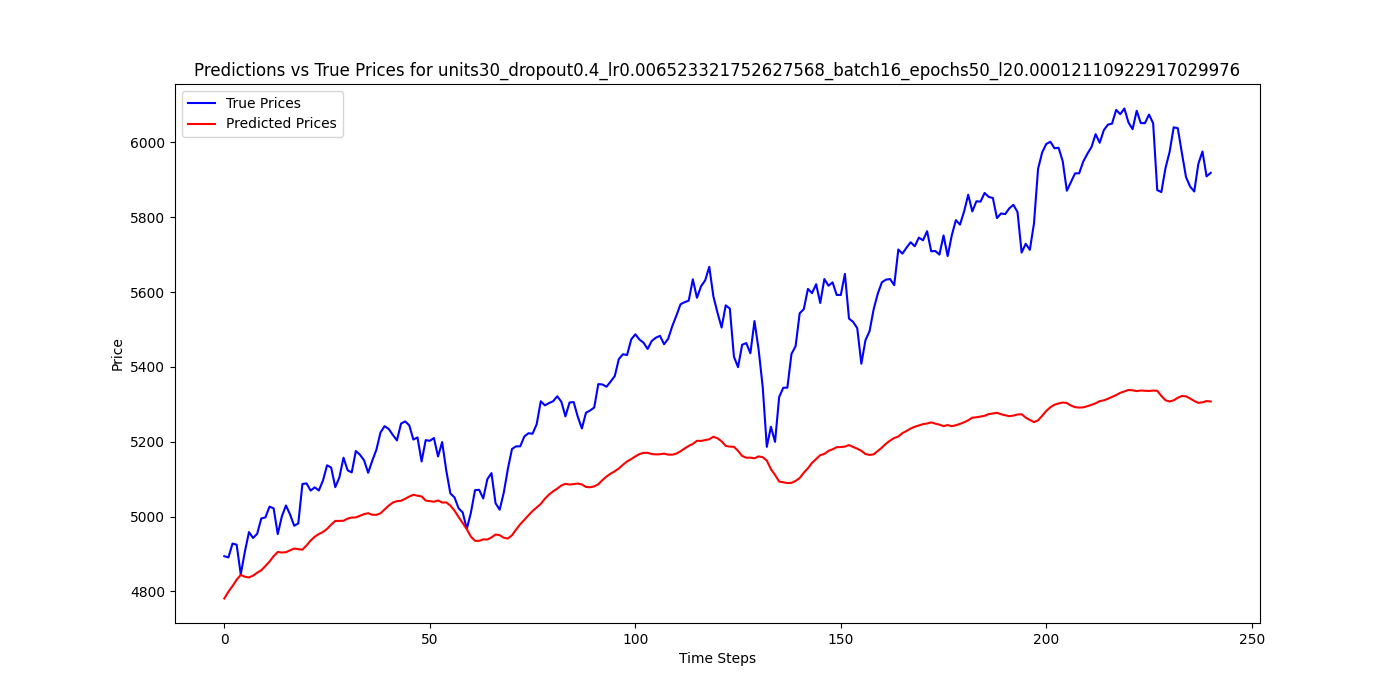 Predictions vs True Prices for units30_dropout0.4_lr0.006523321752627568_batch16_epochs50_l20.00012110922917029976
True Prices
Predicted Prices
6000
5800
5600
5400
5200
5000
4800
Price
0 50 100 150 200 250
Time Steps